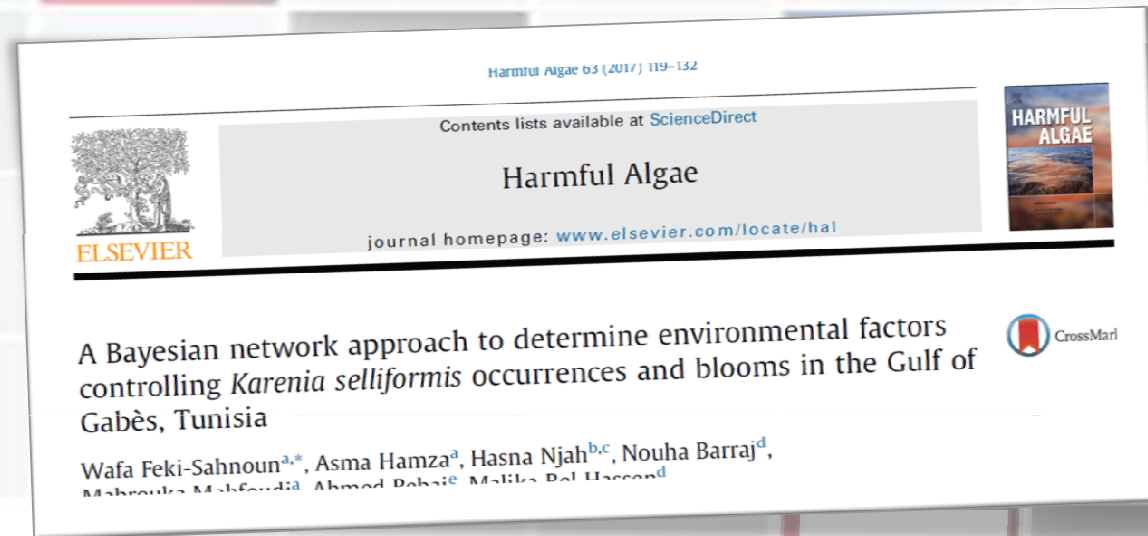 Harmful Algae 63 (2017) 119–132
Contents lists available at ScienceDirect
Harmful Algae
journal homepage: www.elsevier.com/locate/hal
ELSEVIER
HARMFUL
ALGAE
A Bayesian network approach to determine environmental factors
controlling Karenia selliformis occurrences and blooms in the Gulf of
Gabès, Tunisia
CrossMark
Wafa Feki-Sahnoun a,*, Asma Hamza a, Hasna Njah b,c, Nouha Barraj d,